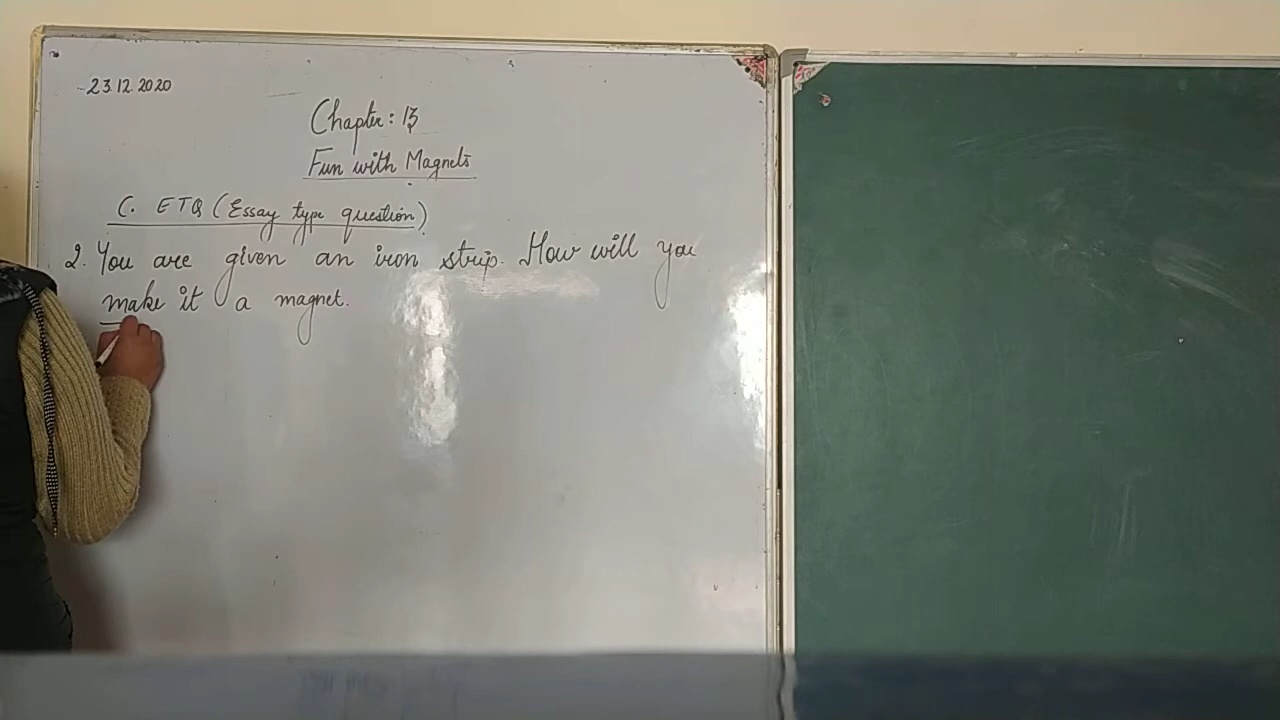 23.12.2020
Chapter: 13
Fun with Magnets
C. ETQ (Essay type question)
2. You are given an iron strip. How will you
make it a magnet.